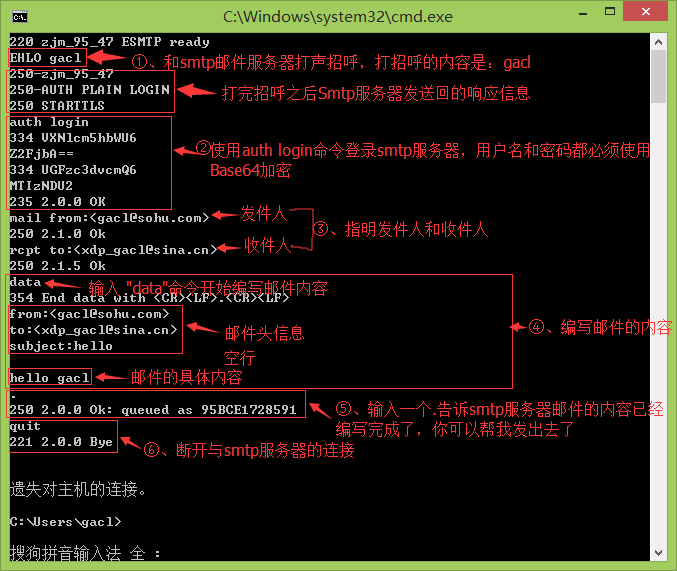 C:\Windows\system32\cmd.exe
220 zjm_95_47 ESMTP ready
EHLO gacl
①、和smtp邮件服务器打声招呼，打招呼的内容是：gacl
250-zjm_95_47
250-AUTH PLAIN LOGIN
打完招呼之后Smtp服务器发送回的响应信息
250 STARTTLS
auth login
334 VXNlcm5hbWU6
②使用auth login命令登录smtp服务器，用户名和密码都必须使用
Z2FjbA==
Base64加密
334 UGFzc3dvcmQ6
MTIzNDU2
235 2.0.0 OK
mail from:<gacl@sohu.com>
发件人
250 2.1.0 Ok
③、指明发件人和收件人
rcpt to:<xdp_gacl@sina.cn>
收件人
250 2.1.5 Ok
data
输入 "data"命令开始编写邮件内容
354 End data with <CR><LF>.<CR><LF>
from:<gacl@sohu.com>
to:<xdp_gacl@sina.cn>
邮件头信息
④、编写邮件的内容
subject:hello
空行
hello gacl
邮件的具体内容
.
250 2.0.0 Ok: queued as 95BCE1728591
⑤、输入一个.告诉smtp服务器邮件的内容已经
编写完成了，你可以帮我发出去了
quit
221 2.0.0 Bye
⑥、断开与smtp服务器的连接
遗失对主机的连接。
C:\Users\gacl>
搜狗拼音输入法 全 ：